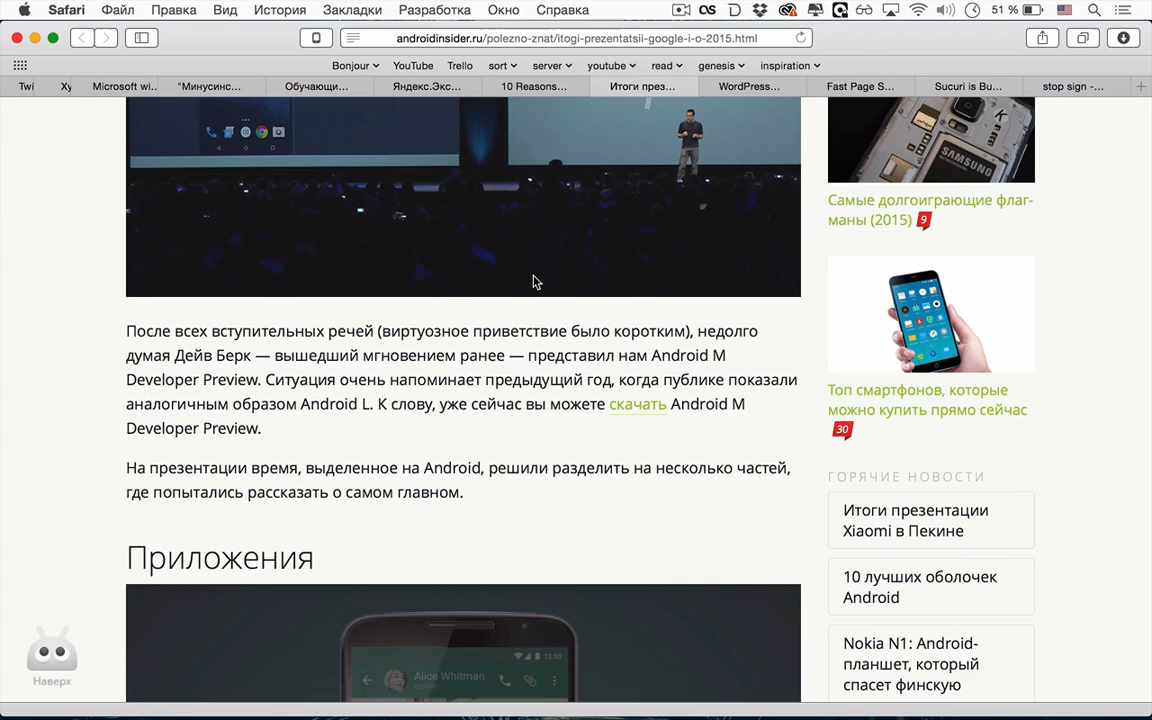 Safari Файл Правка Вид История Закладки Разработка Окно Справка 51 %
androidinsider.ru/polezno-znat/itogi-prezentatsii-google-i-o-2015.html
Bonjour YouTube Trello sort server youtube read genesis inspiration
Twi Ху Microsoft wi... "Минусинс... Обучающи... Яндекс.Экс... 10 Reasons... Итоги през... WordPress... Fast Page S... Sucuri is Bu... stop sign -...
SAMSUNG
Самые долгоиграющие флаг-
маны (2015) 9
После всех вступительных речей (виртуозное приветствие было коротким), недолго
думая Дейв Берк — вышедший мгновением ранее — представил нам Android M
Developer Preview. Ситуация очень напоминает предыдущий год, когда публике показали
аналогичным образом Android L. К слову, уже сейчас вы можете скачать Android M
Developer Preview.
На презентации время, выделенное на Android, решили разделить на несколько частей,
где попытались рассказать о самом главном.
Приложения
12:00
Alice Whitman
Наверх
Топ смартфонов, которые
можно купить прямо сейчас
30
ГОРЯЧИЕ НОВОСТИ
Итоги презентации
Xiaomi в Пекине
10 лучших оболочек
Android
Nokia N1: Android-
планшет, который
спасет финскую